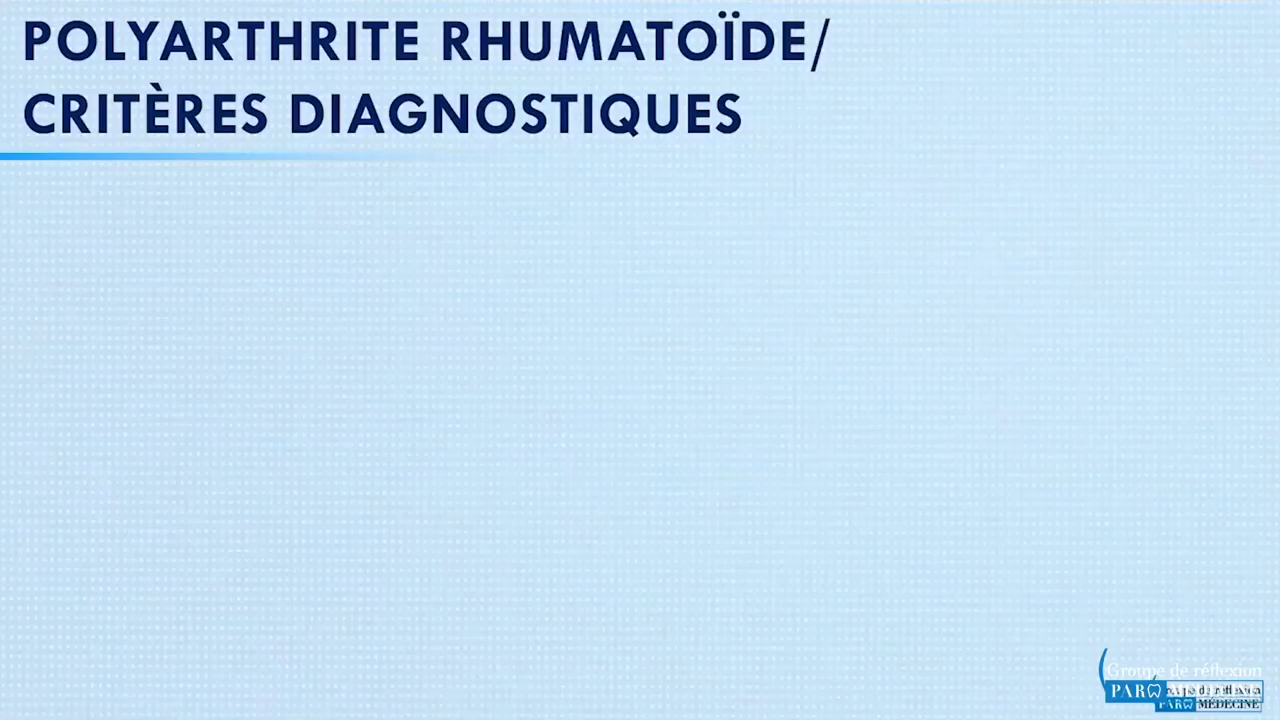 POLYARTHRITE RHUMATOÏDE/
CRITÈRES DIAGNOSTIQUES
Groupe de réflexion
PARO MÉDECINE